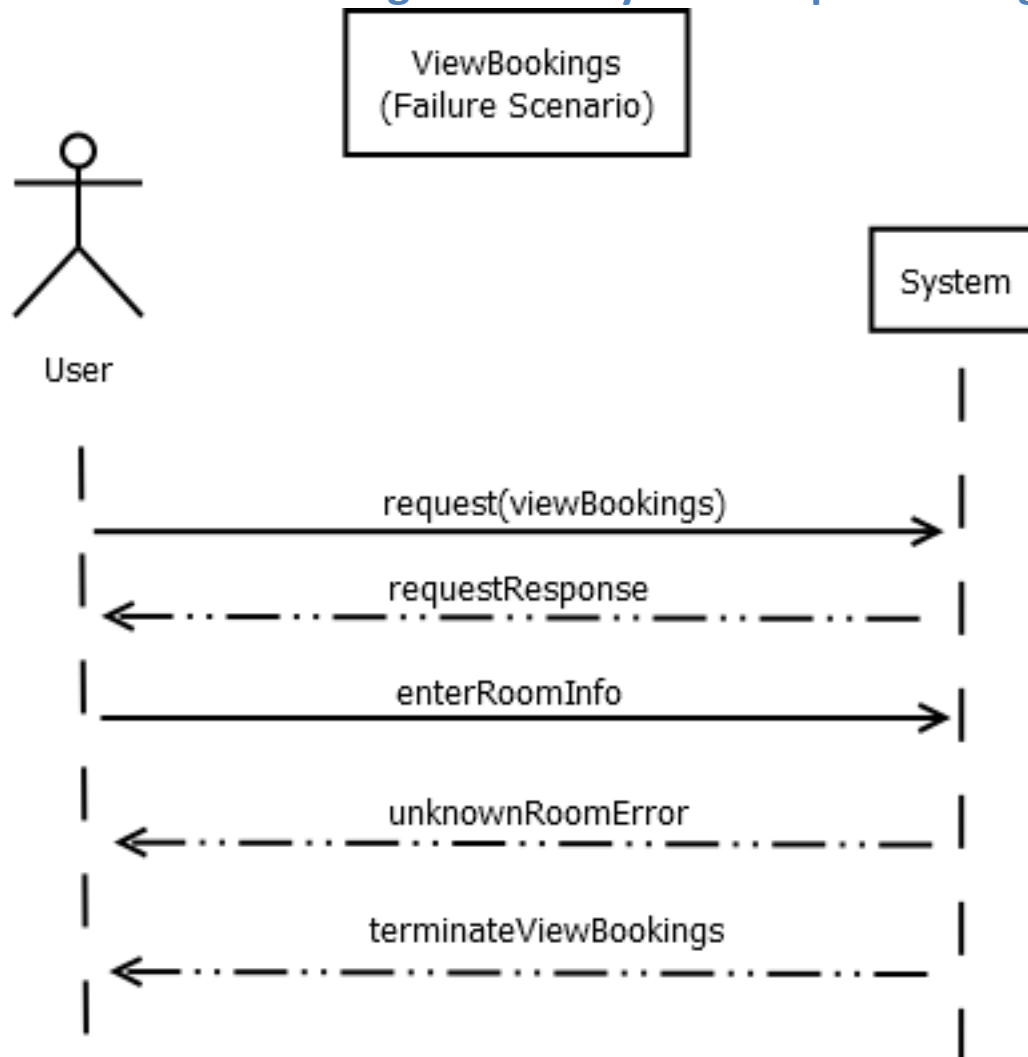 ViewBookings
(Failure Scenario)
System
User
request(viewBookings)
requestResponse
enterRoomInfo
unknownRoomError
terminateViewBookings